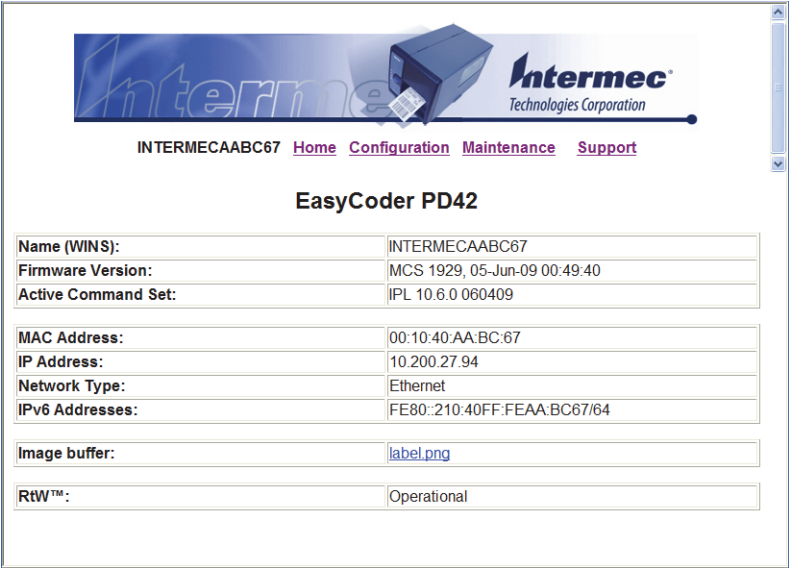 Interme
Intermec®
Technologies Corporation
INTERMECAABC67 Home Configuration Maintenance Support
EasyCoder PD42
Name (WINS): INTERMECAABC67
Firmware Version: MCS 1929, 05-Jun-09 00:49:40
Active Command Set: IPL 10.6.0 060409
MAC Address: 00:10:40:AA:BC:67
IP Address: 10.200.27.94
Network Type: Ethernet
IPv6 Addresses: FE80::210:40FF:FEAA:BC67/64
Image buffer: label.png
RtW™: Operational